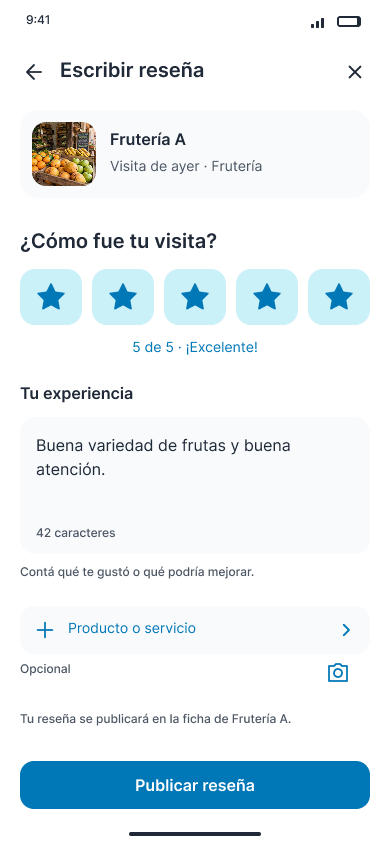 9:41
Escribir reseña
Frutería A
Visita de ayer · Frutería
¿Cómo fue tu visita?
5 de 5 · ¡Excelente!
Tu experiencia
Buena variedad de frutas y buena
atención.
42 caracteres
Contá qué te gustó o qué podría mejorar.
Producto o servicio
Opcional
Tu reseña se publicará en la ficha de Frutería A.
Publicar reseña